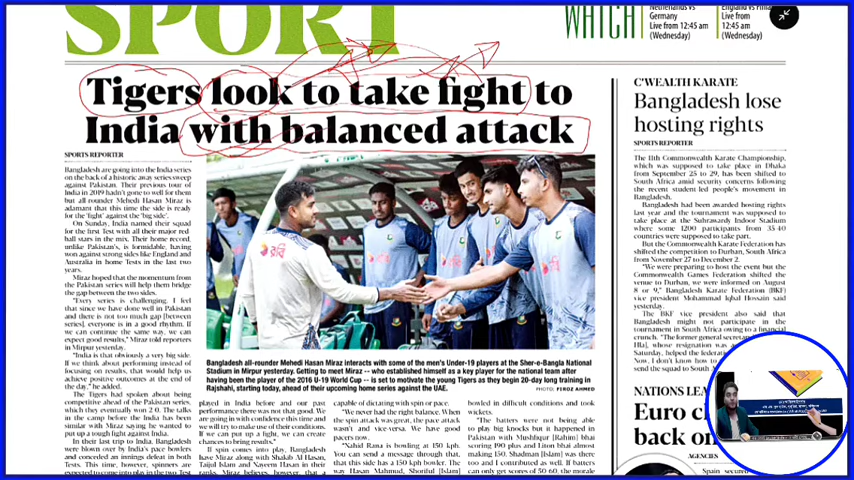 SPORT
WATCH
Netherlands vs
Germany
Live from 12:45 am
(Wednesday)
England vs
Live from
12:45 am
(Wednesday)
Tigers look to take fight to
India with balanced attack
SPORTS REPORTER
Bangladesh are going into the India series
on the back of a historic away series sweep
against Pakistan. Their previous tour of
India in 2019 hadn't gone to well for them
but all rounder Mehedi Hasan Miraz is
adamant that this time the side is ready
for the 'fight' against the 'big side'.
On Sunday, India named their squad
for the first Test with all their major red
ball stars in the mix. Their home record,
unlike Pakistan's, is formidable, having
won against strong sides like England and
Australia in home Tests in the last two
years.
Miraz hoped that the momentum from
the Pakistan series will help them bridge
the gap between the two sides.
"Every series is challenging. I feel
that since we have done well in Pakistan
and there is not too much gap [between
series], everyone is in a good rhythm. If
we can continue the same way, we can
expect good results," Miraz told reporters
in Mirpur yesterday.
"India is that obviously a very big side.
If we think about performing instead of
focusing on results, that would help us
achieve positive outcomes at the end of
the day," he added.
The Tigers had spoken about being
competitive ahead of the Pakistan series,
which they eventually won 2 0. The talks
in the camp before the India has been
similar with Miraz saying he wanted to
put up a tough fight against India.
In their last trip to India, Bangladesh
were blown over by India's pace bowlers
and conceded an innings defeat in both
Tests. This time, however, spinners are
expected to come into play in the two Test
Bangladesh all-rounder Mehedi Hasan Miraz interacts with some of the men's Under-19 players at the Sher-e-Bangla National
Stadium in Mirpur yesterday. Getting to meet Miraz -- who established himself as a key performer for the national team after
having been the player of the 2016 U-19 World Cup -- is set to motivate the young Tigers as they begin 20-day long training in
Rajshahi, starting today, ahead of their upcoming home series against the UAE.
PHOTO: FIROZ AHMED
played in India before and our past
performance there was not that good. We
are going in with confidence this time and
we will try to make use of their conditions.
If we can put up a fight, we can create
chances to bring results."
If spin comes into play, Bangladesh
have Miraz along with Shakib Al Hasan,
Taijul Islam and Nayeem Hasan in their
ranks. Miraz believes, however, that a
capable of dictating with spin or pace.
"We never had the right balance. When
the spin attack was great, the pace attack
wasn't and vice-versa. We have good
pacers now.
"Nahid Rana is bowling at 150 kph.
You can send a message through that,
that this side has a 150 kph bowler. The
way Hasan Mahmud, Shoriful [Islam]
bowled in difficult conditions and took
wickets.
"The batters were not being able
to play big knocks but it happened in
Pakistan with Mushfiqur [Rahim] bhai
scoring 190 plus and Liton bhai almost
making 150. Shadman [Islam] was there
too and I contributed as well. If batters
can only get scores of 50 60, the morale
C'WEALTH KARATE
Bangladesh lose
hosting rights
SPORTS REPORTER
The 11th Commonwealth Karate Championship,
which was supposed to take place in Dhaka
from September 25 to 29, has been shifted to
South Africa amid security concerns following
the recent student led people's movement in
Bangladesh.
Bangladesh had been awarded hosting rights
last year and the tournament was supposed to
take place at the Suhrawardy Indoor Stadium
where some 1200 participants from 35-40
countries were supposed to take part.
But the Commonwealth Karate Federation has
shifted the competition to Durban, South Africa
from November 27 to December 2.
"We were preparing to host the event but the
Commonwealth Games Federation shifted the
venue to Durban, we were informed on August
8 or 9," Bangladesh Karate Federation (BKF)
vice president Mohammad Iqbal Hossain said
yesterday.
The BKF vice president also said that
Bangladesh might not participate in the
tournament in South Africa owing to a financial
crunch. "The former general
whose resignation was
Saturday, helped the
Now, I don't know
send the squad to South
NATIONS
Euro
back on
AGENCIES
Spain